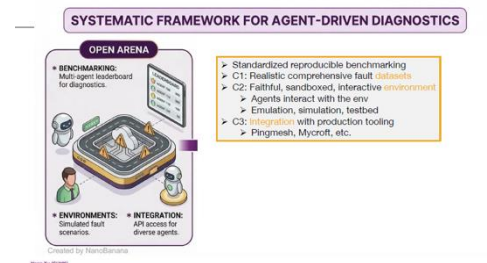 SYSTEMATIC FRAMEWORK FOR AGENT-DRIVEN DIAGNOSTICS
OPEN ARENA
* BENCHMARKING:
Multi-agent leaderboard
for diagnostics.
* ENVIRONMENTS:
Simulated fault
scenarios.
* INTEGRATION:
API access for
diverse agents.
Created by NanoBanana
➤ Standardized reproducible benchmarking
➤ C1: Realistic comprehensive fault datasets
➤ C2: Faithful, sandboxed, interactive environment
➤ Agents interact with the env
➤ Emulation, simulation, testbed
➤ C3: Integration with production tooling
➤ Pingmesh, Mycroft, etc.